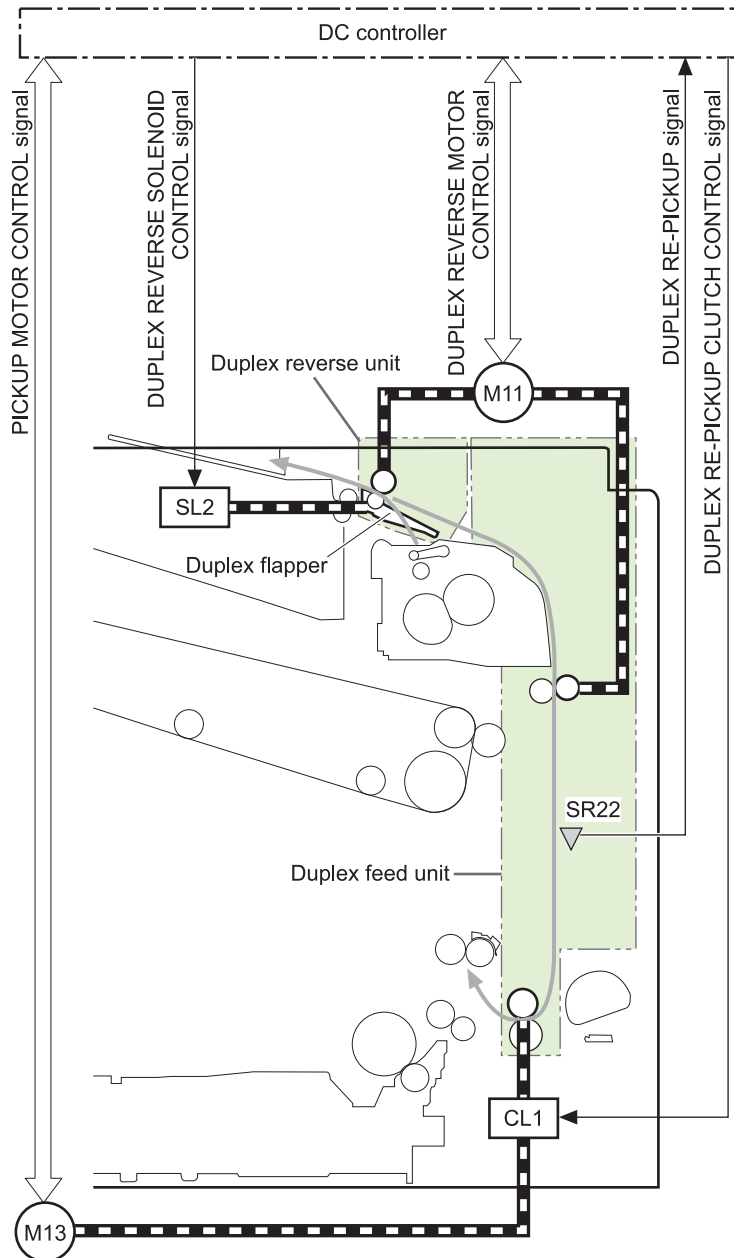 DC controller
PICKUP MOTOR CONTROL signal
DUPLEX REVERSE SOLENOID
CONTROL signal
DUPLEX REVERSE MOTOR
CONTROL signal
DUPLEX RE-PICKUP signal
DUPLEX RE-PICKUP CLUTCH CONTROL signal
Duplex reverse unit
M11
SL2
Duplex flapper
SR22
Duplex feed unit
CL1
M13